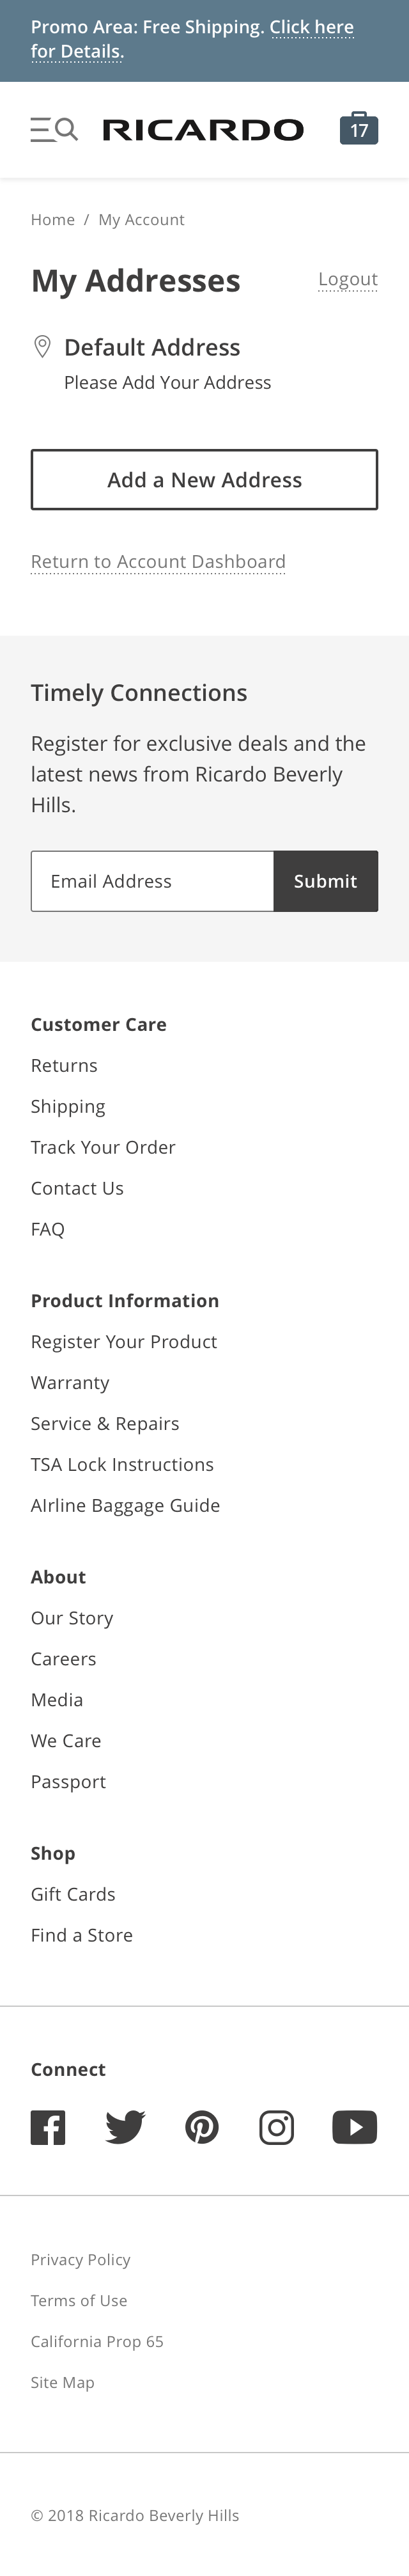 Promo Area: Free Shipping. Click here
for Details.
RICARDO
17
Home / My Account
My Addresses
Logout
Default Address
Please Add Your Address
Add a New Address
Return to Account Dashboard
Timely Connections
Register for exclusive deals and the
latest news from Ricardo Beverly
Hills.
Email Address
Submit
Customer Care
Returns
Shipping
Track Your Order
Contact Us
FAQ
Product Information
Register Your Product
Warranty
Service & Repairs
TSA Lock Instructions
AIrline Baggage Guide
About
Our Story
Careers
Media
We Care
Passport
Shop
Gift Cards
Find a Store
Connect
Privacy Policy
Terms of Use
California Prop 65
Site Map
© 2018 Ricardo Beverly Hills